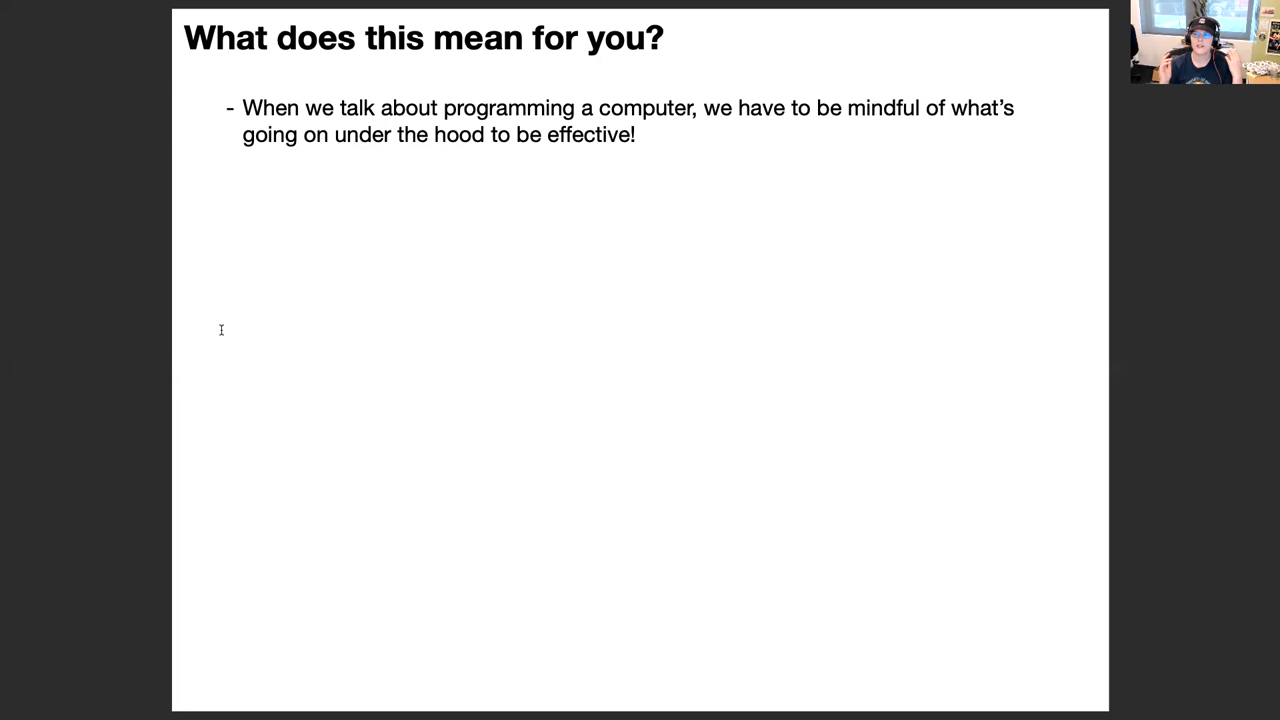 What does this mean for you?
- When we talk about programming a computer, we have to be mindful of what's
going on under the hood to be effective!